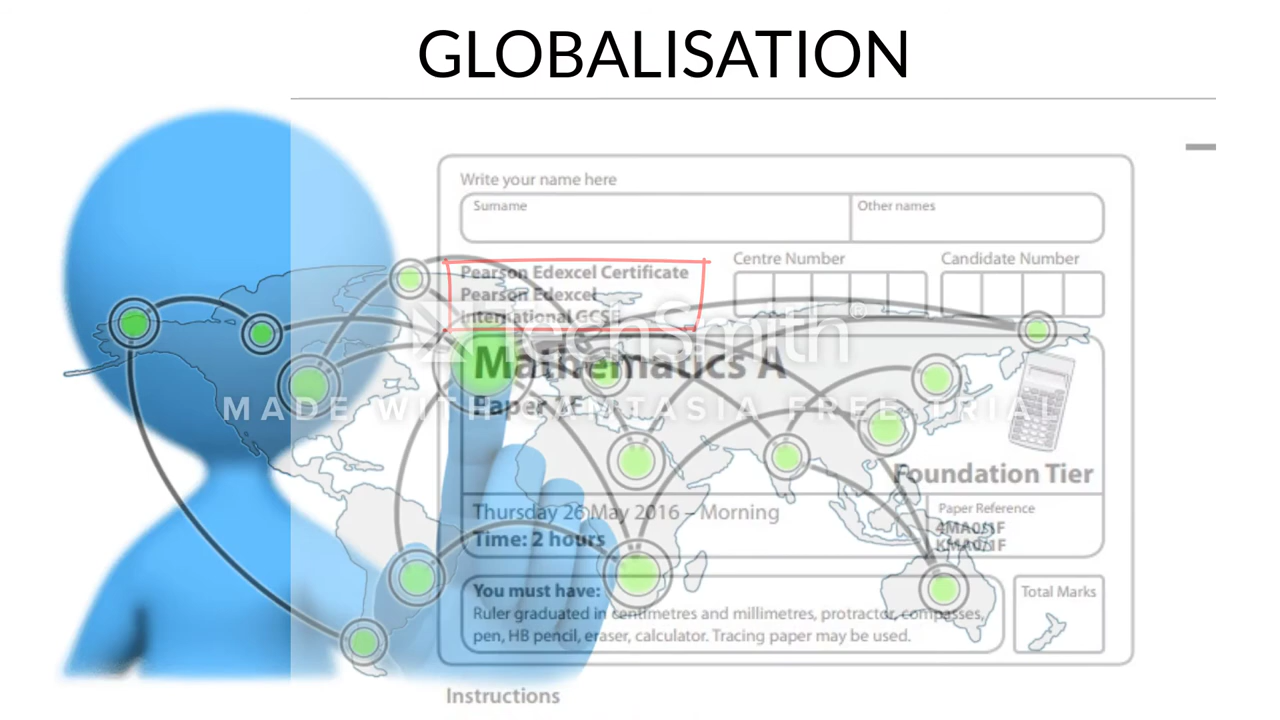 GLOBALISATION
Write your name here
Surname
Other names
Pearson Edexcel Certificate
Pearson Edexcel
International GCSE
Centre Number
Candidate Number
TechSmith®
Mathematics A
MADE WITH CAMTASIA FREE TRIAL
Paper 1F
Foundation Tier
Thursday 26 May 2016 – Morning
Time: 2 hours
Paper Reference
4MA0/1F
KMA0/1F
You must have:
Ruler graduated in centimetres and millimetres, protractor, compasses,
pen, HB pencil, eraser, calculator. Tracing paper may be used.
Total Marks
Instructions